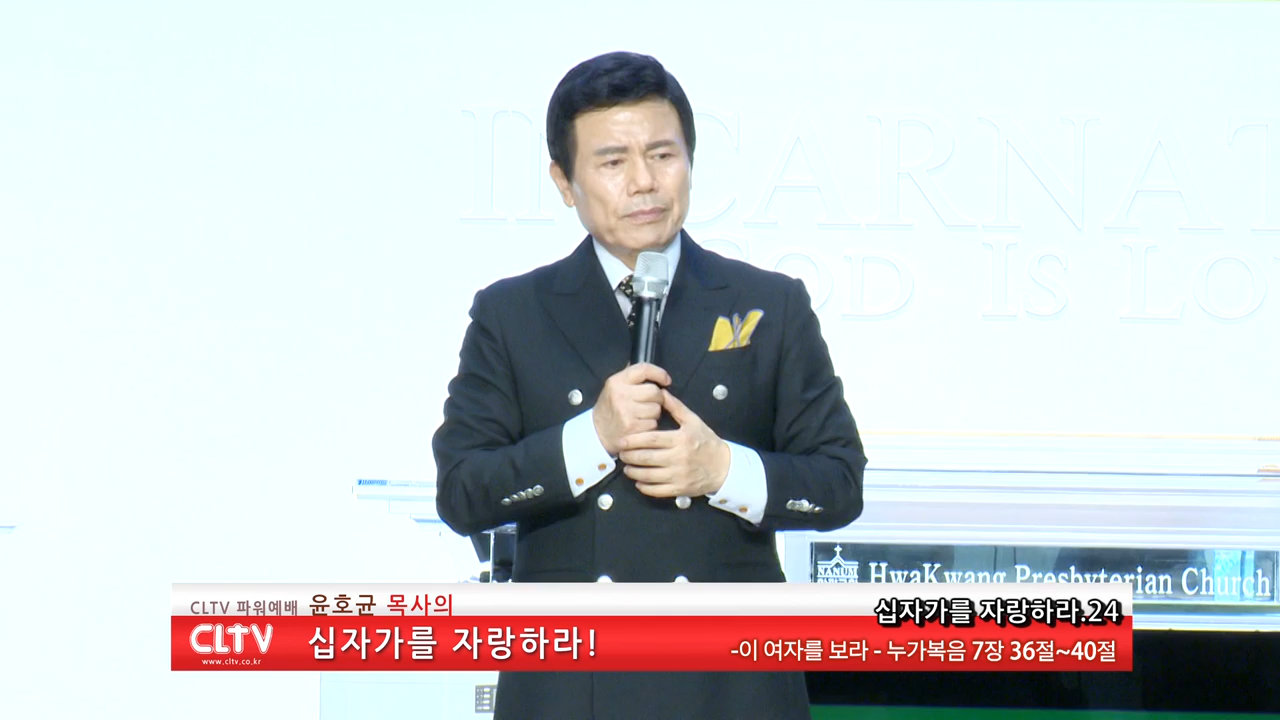 INCARNAT
GOD IS LO
NANUM
HwaKwang Presbyterian Church
CLTV 파워예배 윤호균 목사의
십자가를 자랑하라.24
CLTV
www.cltv.co.kr
십자가를 자랑하라!
-이 여자를 보라 - 누가복음 7장 36절~40절